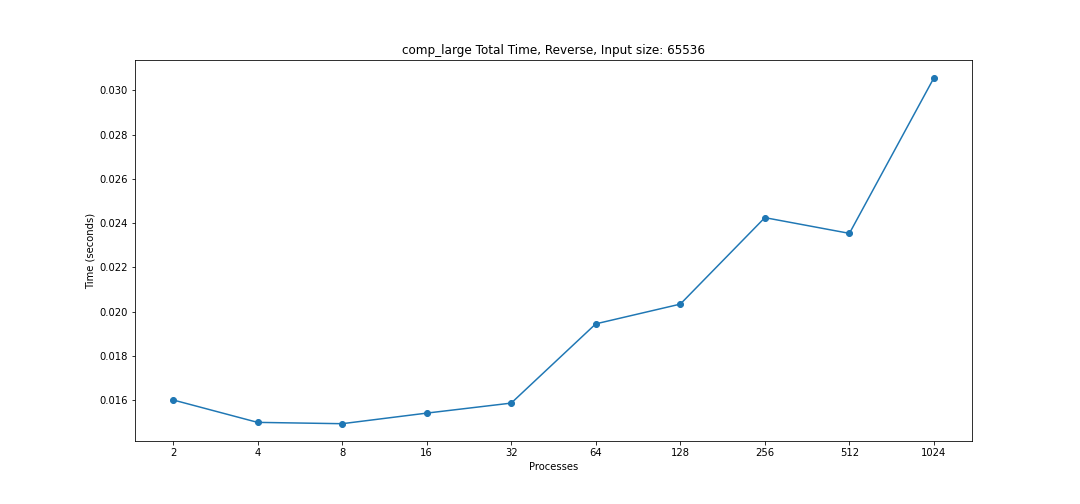 comp_large Total Time, Reverse, Input size: 65536
0.030
0.028
0.026
0.024
0.022
0.020
0.018
0.016
Time (seconds)
2 4 8 16 32 64 128 256 512 1024
Processes